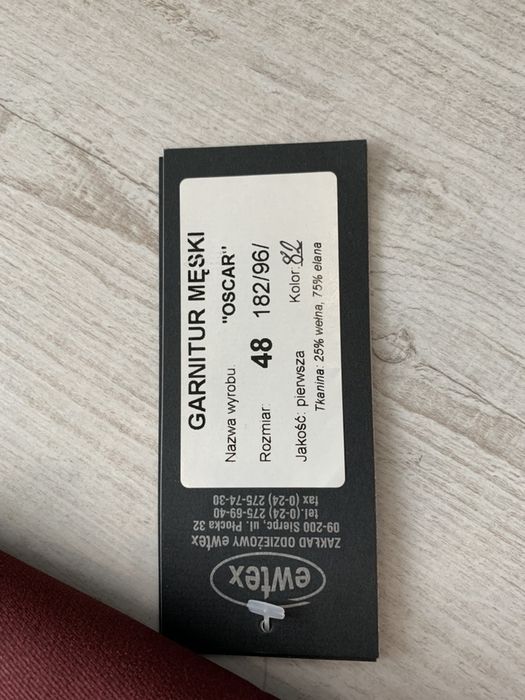 GARNITUR MĘSKI
Nazwa wyrobu: "OSCAR"
Rozmiar: 48 182/96/
Jakość: pierwsza Kolor: 82
Tkanina: 25% wełna, 75% elana
ewtex
ZAKŁAD ODZIEŻOWY ewtex
09-200 Sierpc, ul. Płocka 32
tel. (0-24) 275-69-40
fax (0-24) 275-74-30